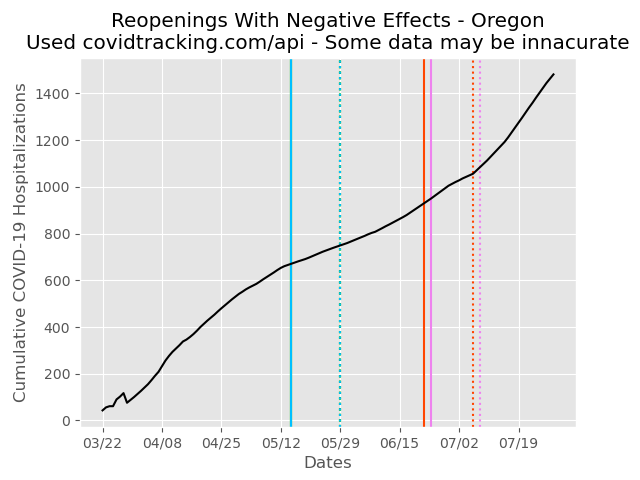 Reopenings With Negative Effects - Oregon
Used covidtracking.com/api - Some data may be innacurate
Cumulative COVID-19 Hospitalizations
1400
1200
1000
800
600
400
200
0
03/22 04/08 04/25 05/12 05/29 06/15 07/02 07/19
Dates